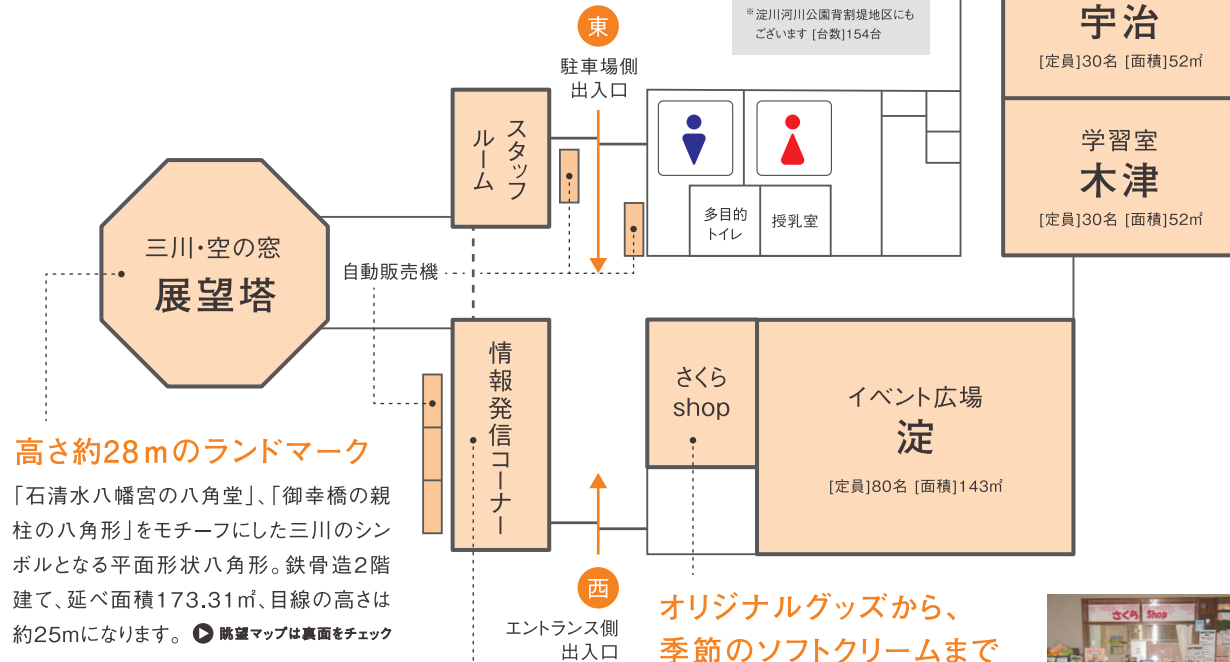 ※淀川河川公園背割堤地区にも
ございます [台数]154台
東
駐車場側
出入口
宇治
[定員]30名 [面積]52㎡
学習室
木津
[定員]30名 [面積]52㎡
スタッフ
ルーム
多目的
トイレ
授乳室
三川・空の窓
展望塔
自動販売機
情報発信コーナー
さくら
shop
イベント広場
淀
[定員]80名 [面積]143㎡
高さ約28mのランドマーク
「石清水八幡宮の八角堂」、「御幸橋の親
柱の八角形」をモチーフにした三川のシン
ボルとなる平面形状八角形。鉄骨造2階
建て、延べ面積173.31㎡、目線の高さは
約25mになります。 ▶ 眺望マップは裏面をチェック
西
エントランス側
出入口
オリジナルグッズから、
季節のソフトクリームまで
さくら Shop